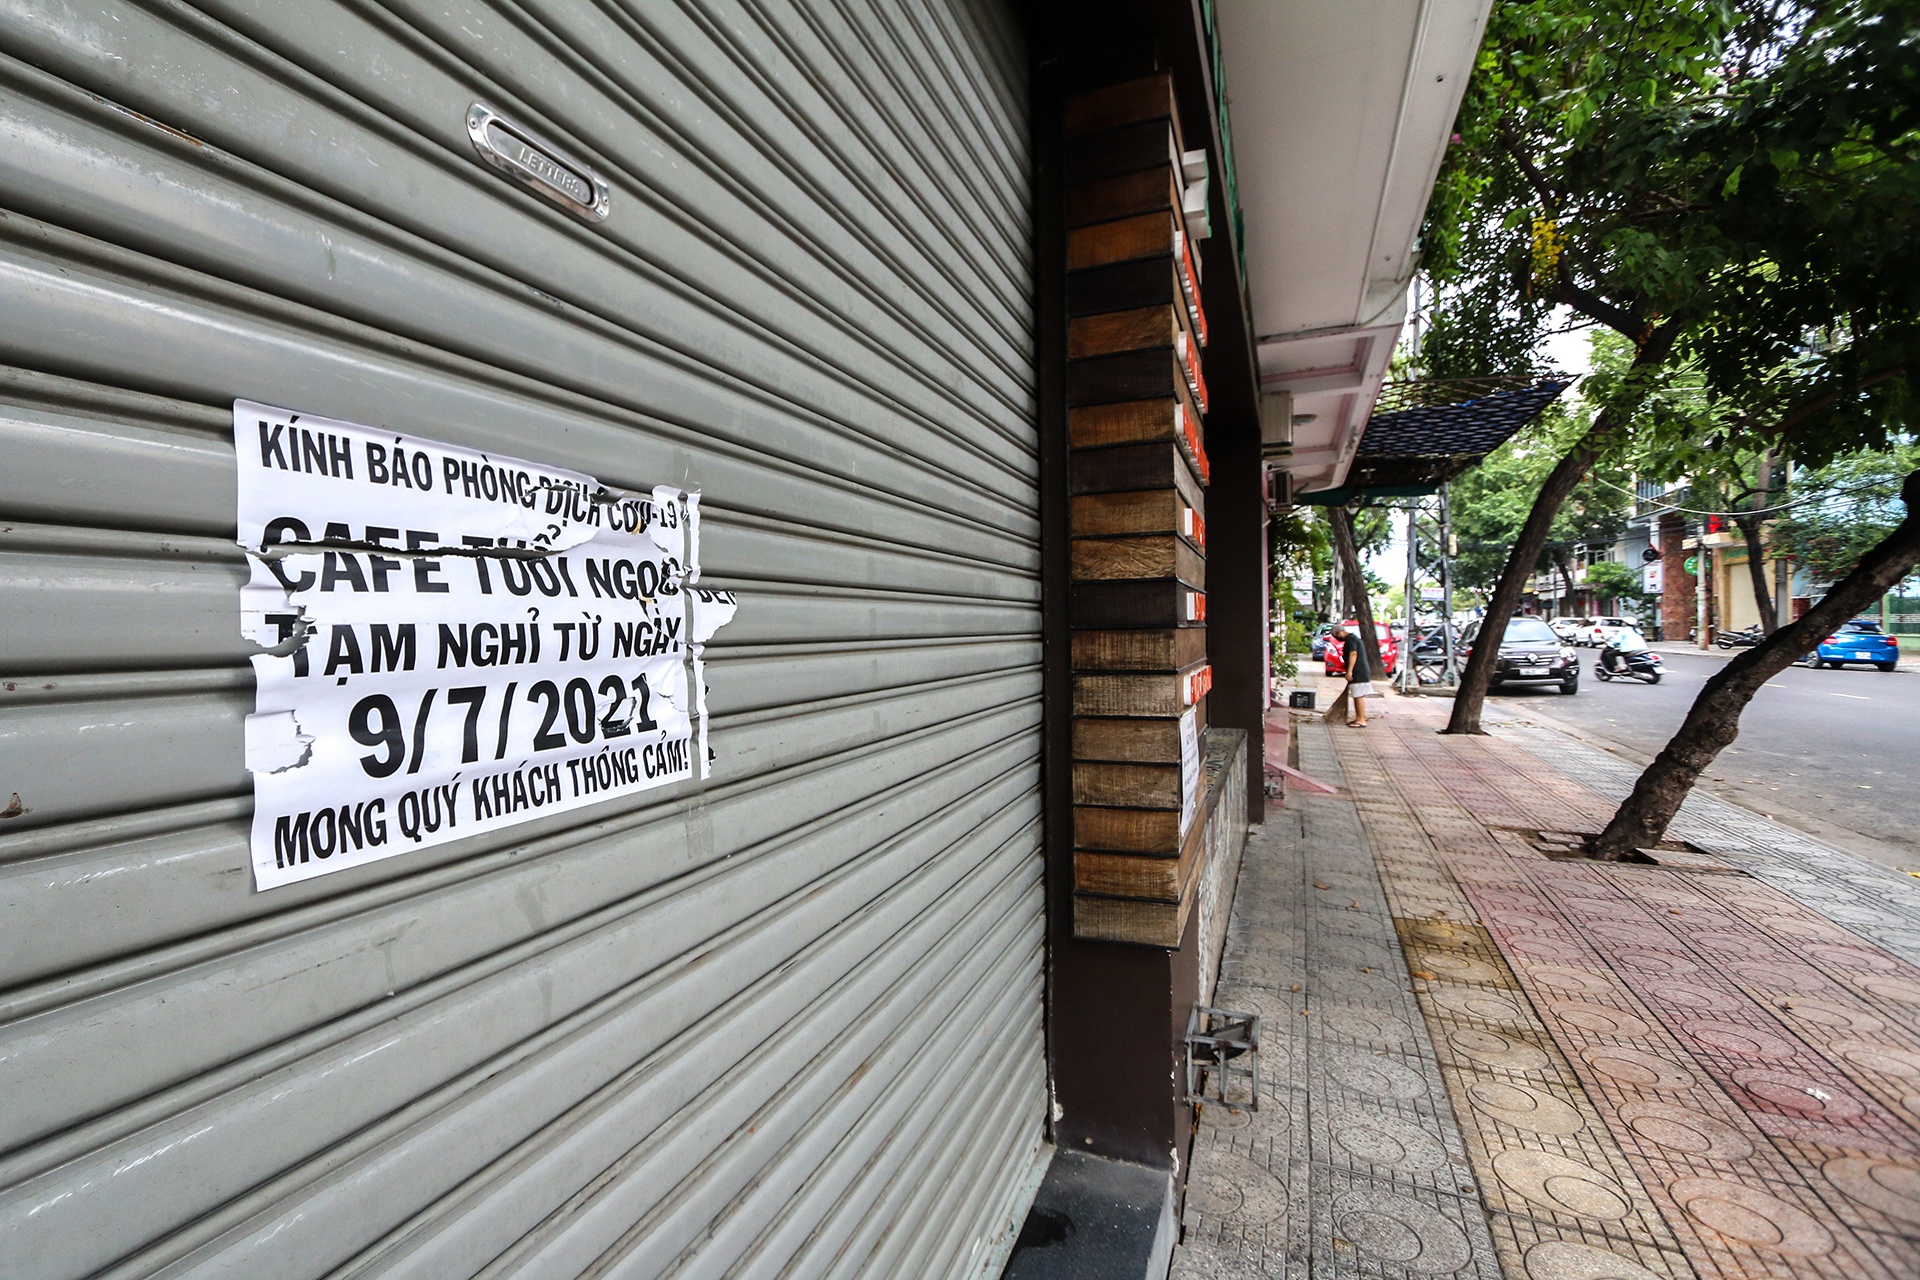 LETTERS
KÍNH BÁO PHÒNG DỊCH COVID-19
CAFE TUỔI NGỌC
TẠM NGHỈ TỪ NGÀY
9/7/2021
MONG QUÝ KHÁCH THÔNG CẢM!